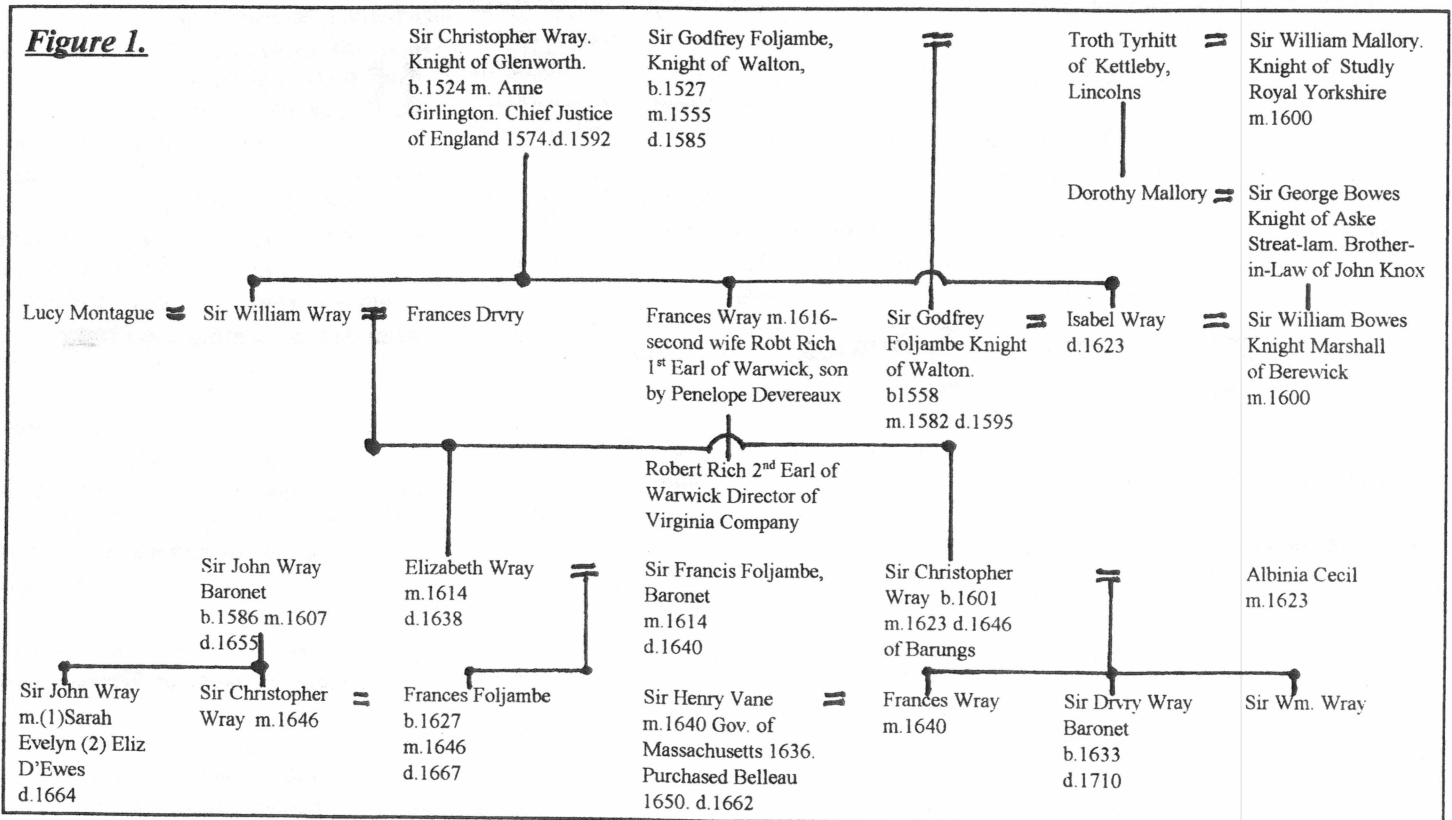 Figure 1.
Sir Christopher Wray.
Knight of Glenworth.
b.1524 m. Anne
Girlington. Chief Justice
of England 1574.d.1592
Sir Godfrey Foljambe,
Knight of Walton,
b.1527
m.1555
d.1585
=
Troth Tyrhitt
of Kettleby,
Lincolns
=
Sir William Mallory.
Knight of Studly
Royal Yorkshire
m.1600
Dorothy Mallory =
Sir George Bowes
Knight of Aske
Streat-lam. Brother-
in-Law of John Knox
Lucy Montague = Sir William Wray = Frances Drvry
Frances Wray m.1616-
second wife Robt Rich
1st Earl of Warwick, son
by Penelope Devereaux
Sir Godfrey
Foljambe Knight
of Walton.
b1558
m.1582 d.1595
=
Isabel Wray
d.1623
=
Sir William Bowes
Knight Marshall
of Berewick
m.1600
Robert Rich 2nd Earl of
Warwick Director of
Virginia Company
Sir John Wray
Baronet
b.1586 m.1607
d.1655
Elizabeth Wray
m.1614
d.1638
=
Sir Francis Foljambe,
Baronet
m.1614
d.1640
Sir Christopher
Wray b.1601
m.1623 d.1646
of Barungs
=
Albinia Cecil
m.1623
Sir John Wray
m.(1)Sarah
Evelyn (2) Eliz
D'Ewes
d.1664
Sir Christopher
Wray m.1646
=
Frances Foljambe
b.1627
m.1646
d.1667
Sir Henry Vane
m.1640 Gov. of
Massachusetts 1636.
Purchased Belleau
1650. d.1662
=
Frances Wray
m.1640
Sir Drvry Wray
Baronet
b.1633
d.1710
Sir Wm. Wray